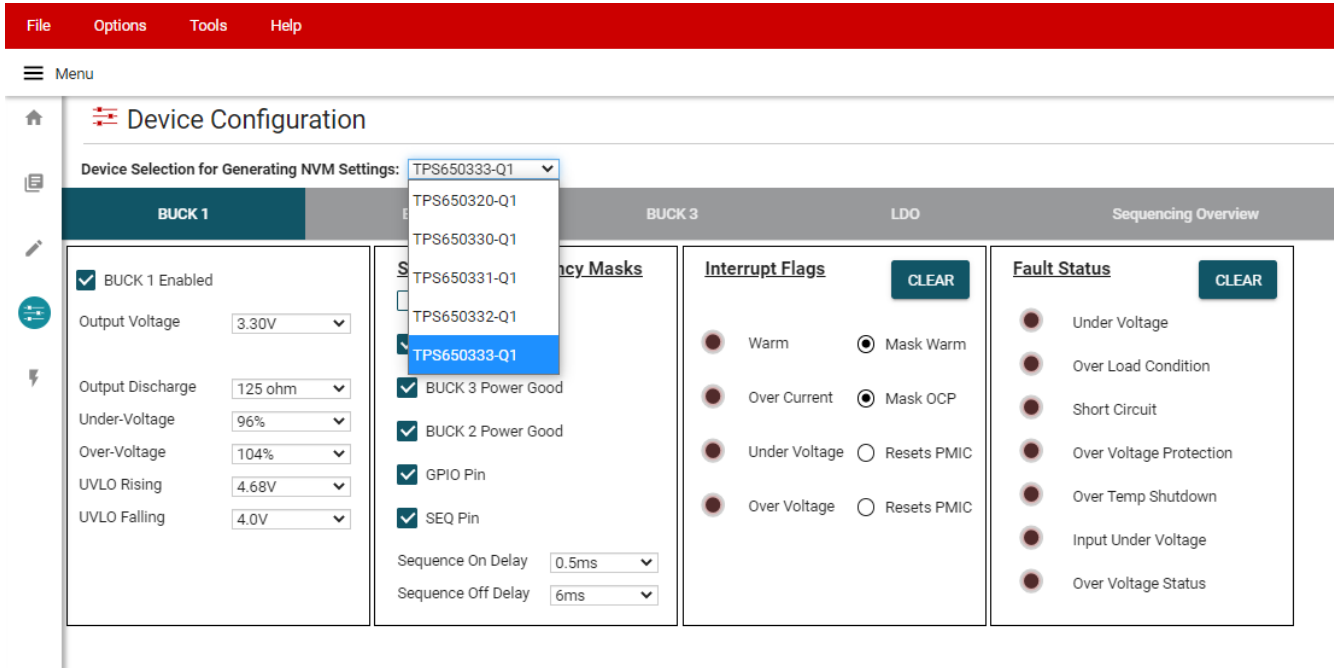 File Options Tools Help
Menu
Device Configuration
Device Selection for Generating NVM Settings: TPS650333-Q1
TPS650320-Q1
TPS650330-Q1
TPS650331-Q1
TPS650332-Q1
TPS650333-Q1
BUCK 1 BUCK 3 LDO Sequencing Overview
BUCK 1 Enabled
Output Voltage 3.30V
Output Discharge 125 ohm
Under-Voltage 96%
Over-Voltage 104%
UVLO Rising 4.68V
UVLO Falling 4.0V
Masks
BUCK 3 Power Good
BUCK 2 Power Good
GPIO Pin
SEQ Pin
Sequence On Delay 0.5ms
Sequence Off Delay 6ms
Interrupt Flags CLEAR
Warm Mask Warm
Over Current Mask OCP
Under Voltage Resets PMIC
Over Voltage Resets PMIC
Fault Status CLEAR
Under Voltage
Over Load Condition
Short Circuit
Over Voltage Protection
Over Temp Shutdown
Input Under Voltage
Over Voltage Status